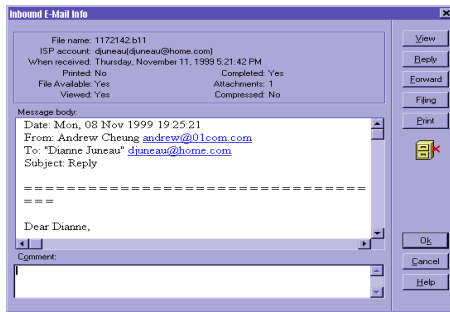 Inbound E-Mail Info
File name: 1172142.b11
ISP account: djuneau(djuneau@home.com)
When received: Thursday, November 11, 1999 5:21:42 PM
Printed: No Completed: Yes
File Available: Yes Attachments: 1
Viewed: Yes Compressed: No
Message body:
Date: Mon, 08 Nov 1999 19:25:21
From: Andrew Cheung andrew@01com.com
To: "Dianne Juneau" djuneau@home.com
Subject: Reply
================================
===
Dear Dianne,
Comment:
View
Reply
Forward
Filing
Print
Ok
Cancel
Help